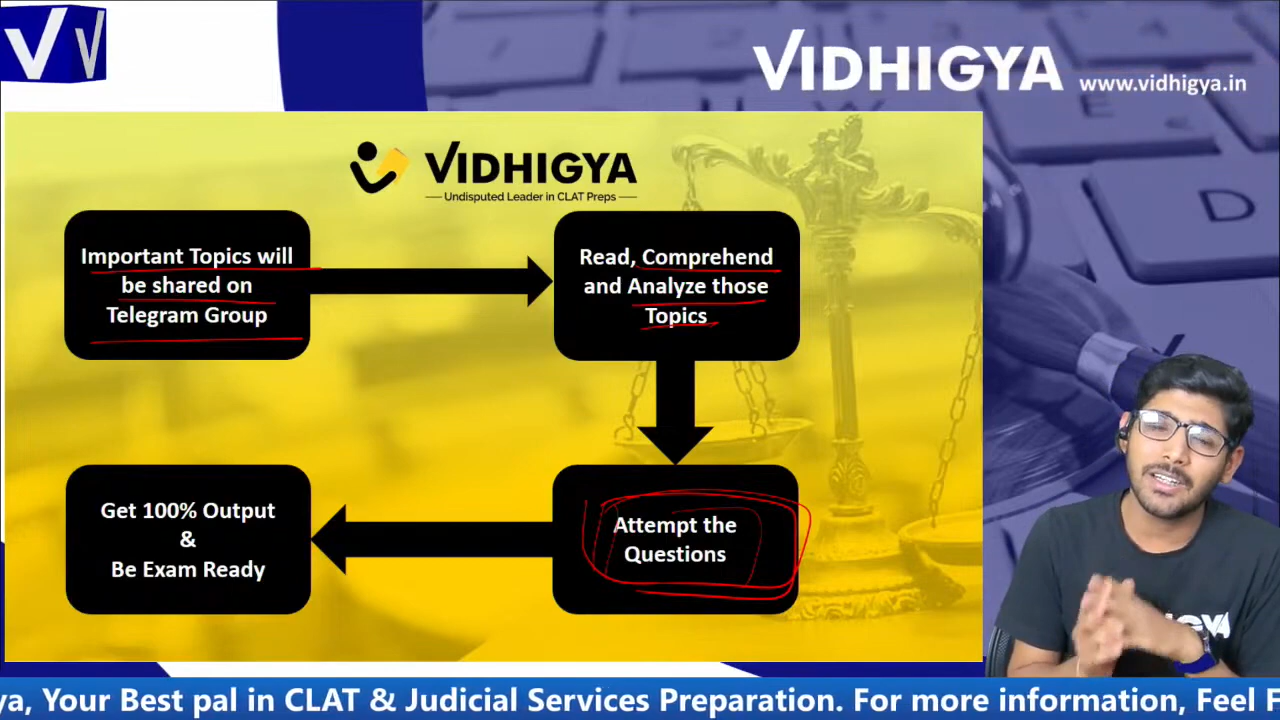 V V
VIDHIGYA www.vidhigya.in
VIDHIGYA
Undisputed Leader in CLAT Preps
Important Topics will
be shared on
Telegram Group
Read, Comprehend
and Analyze those
Topics
Attempt the
Questions
Get 100% Output
&
Be Exam Ready
ya, Your Best pal in CLAT & Judicial Services Preparation. For more information, Feel F